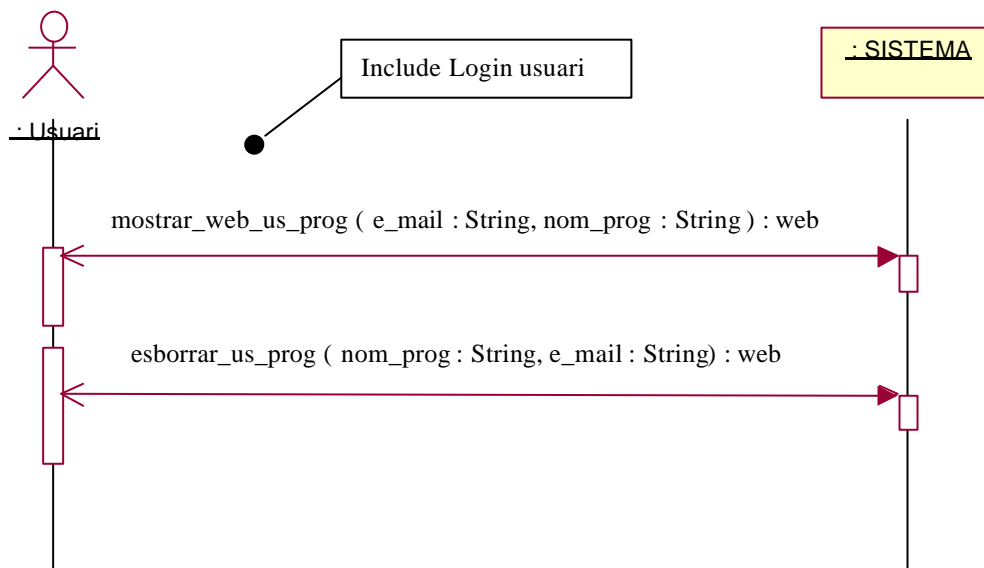 Include Login usuari
: SISTEMA
: Usuari
mostrar_web_us_prog ( e_mail : String, nom_prog : String ) : web
esborrar_us_prog ( nom_prog : String, e_mail : String) : web